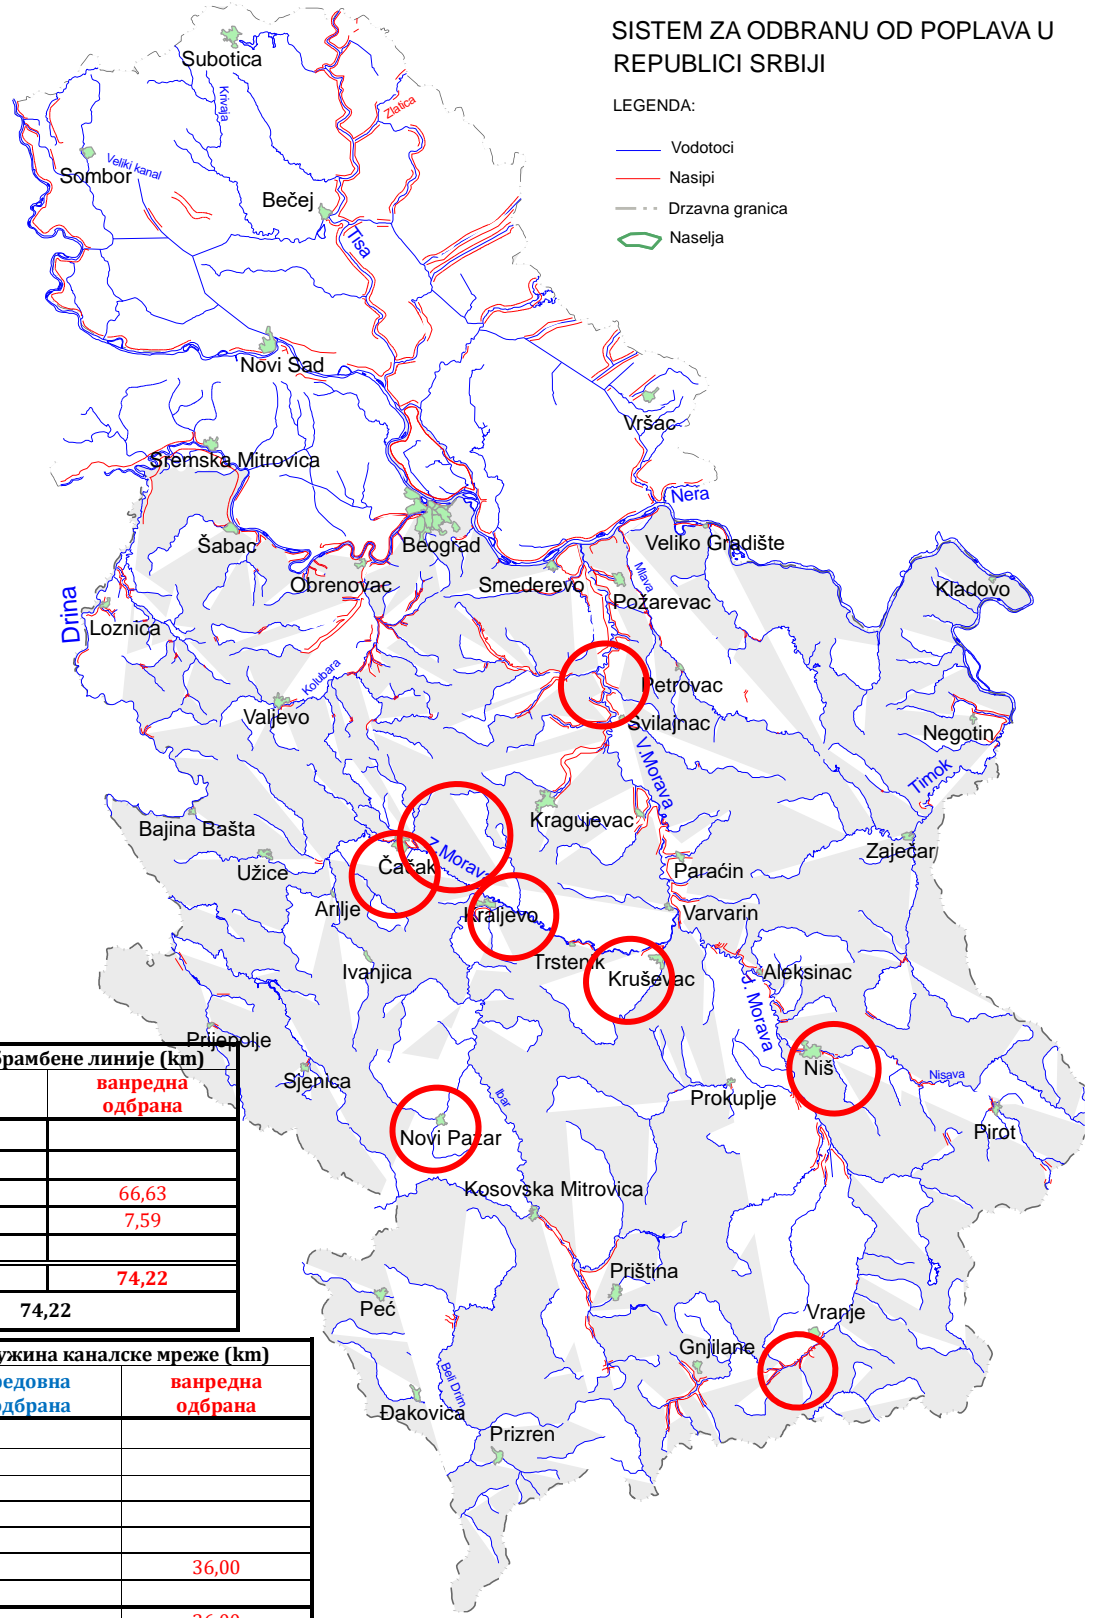 SISTEM ZA ODBRANU OD POPLAVA U
REPUBLICI SRBIJI
LEGENDA:
Vodotoci
Nasipi
Drzavna granica
Naselja
Subotica
Krivaja
Zlatica
Sombor
Veliki kanal
Bečej
Tisa
Novi Sad
Vršac
Sremska Mitrovica
Nera
Šabac
Beograd
Veliko Gradište
Obrenovac
Smederevo
Mlava
Požarevac
Kladovo
Drina
Loznica
Kolubara
Petrovac
Valjevo
Svilajnac
Negotin
V.Morava
Timok
Bajina Bašta
Kragujevac
Zaječar
Užice
Čačak
Z.Morava
Paraćin
Arilje
Kraljevo
Varvarin
Ivanjica
Trstenik
Kruševac
Aleksinac
J. Morava
Prijepolje
Sjenica
Ibar
Niš
Nisava
Prokuplje
Pirot
Novi Pazar
Kosovska Mitrovica
Priština
Peć
Vranje
Gnjilane
Beli Drim
Đakovica
Prizren
брамбене линије (km)
ванредна
одбрана
66,63
7,59
74,22
74,22
ужина каналске мреже (km)
редовна ванредна
одбрана одбрана
36,00